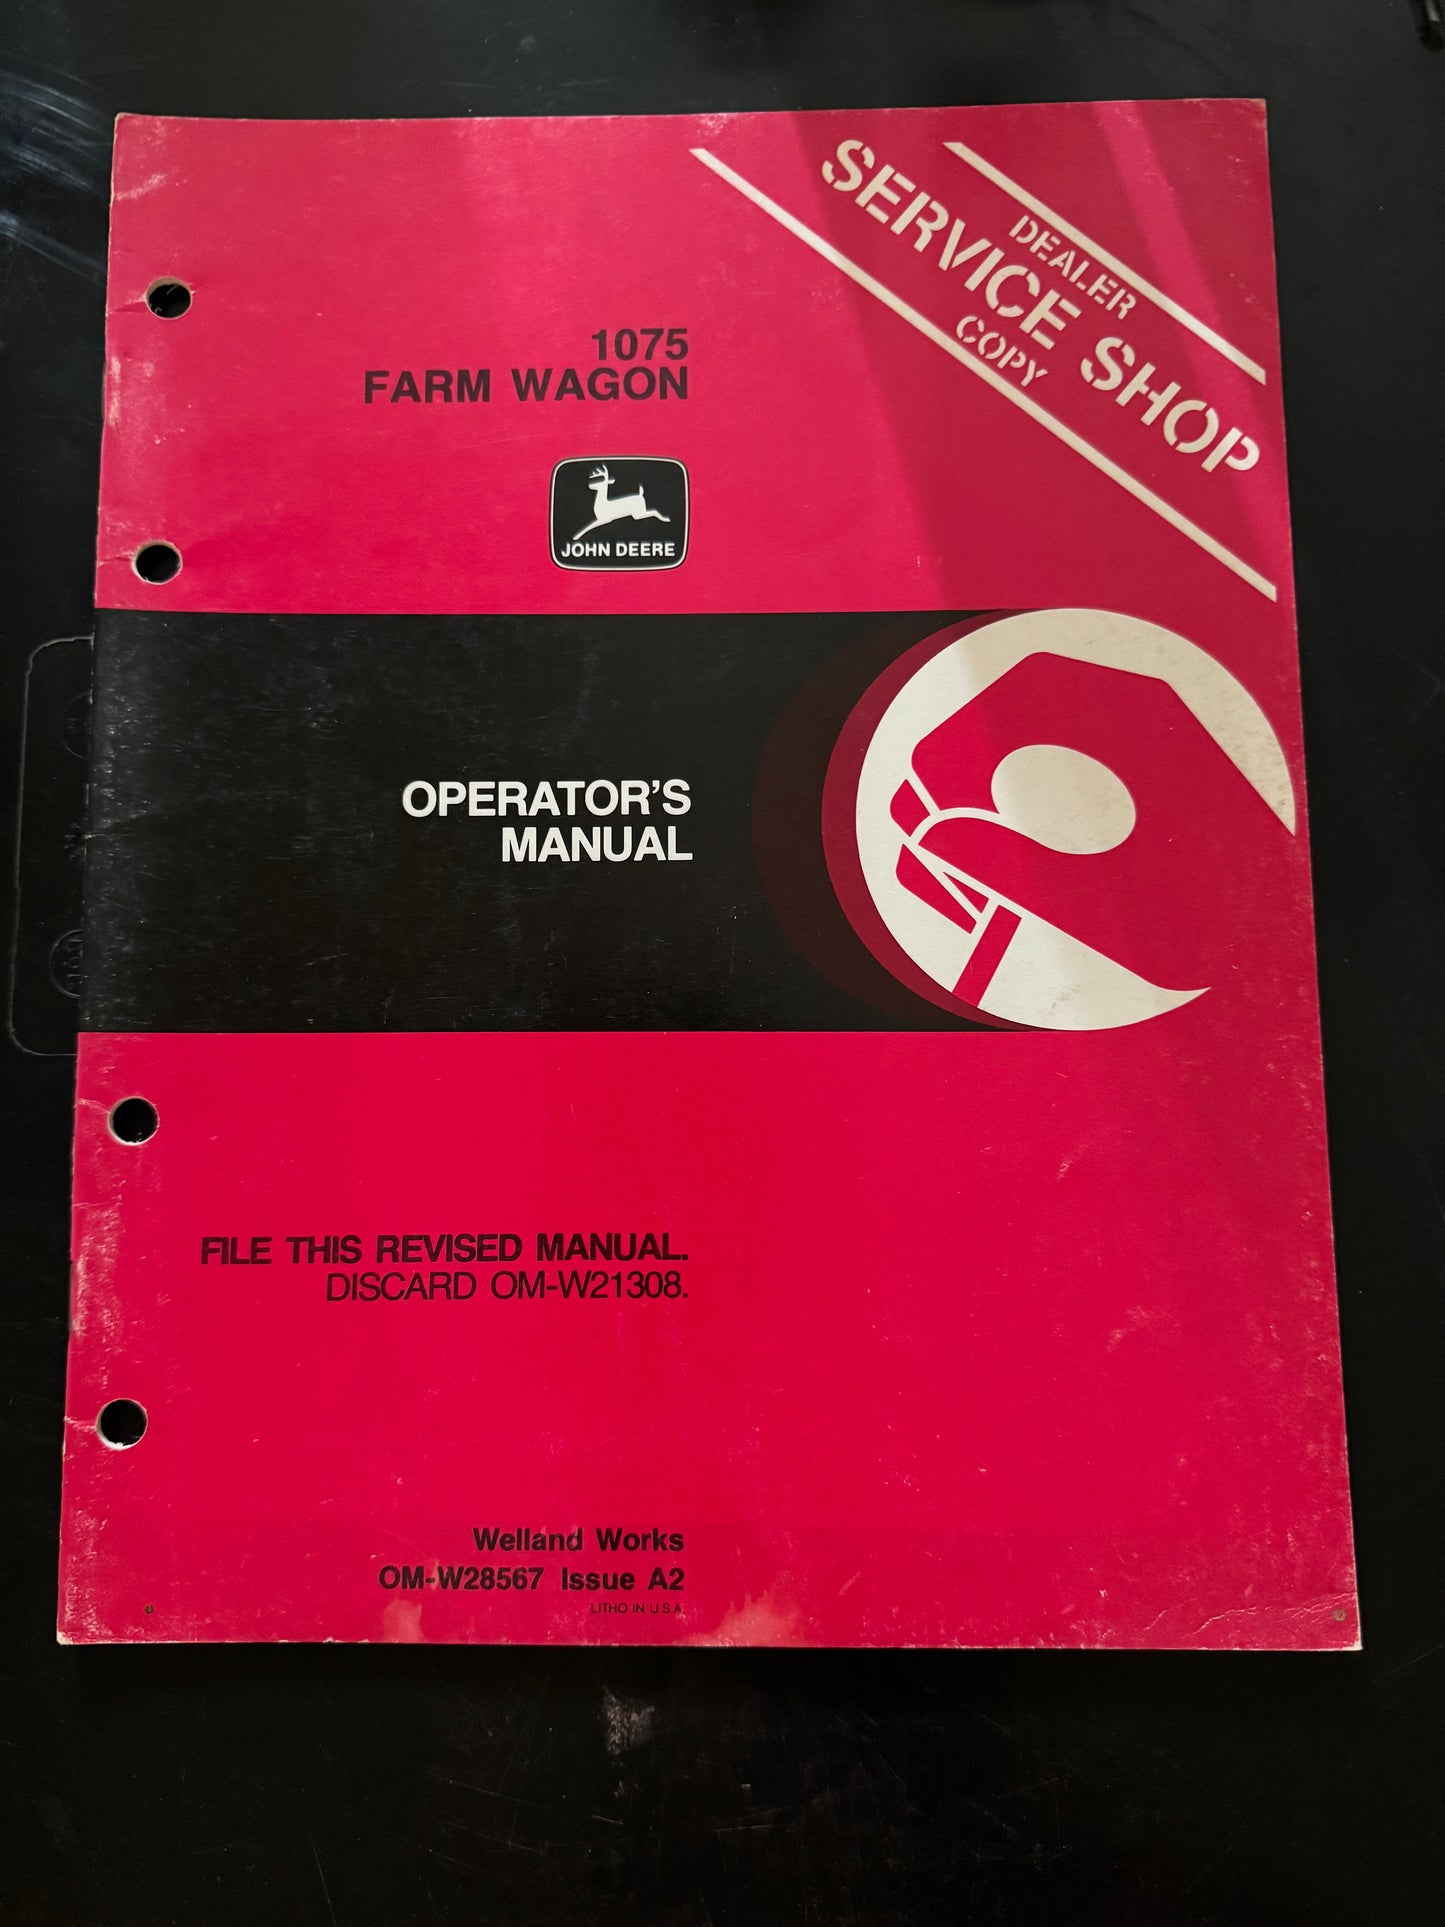 DEALER
SERVICE SHOP
COPY
1075
FARM WAGON
JOHN DEERE
OPERATOR'S
MANUAL
FILE THIS REVISED MANUAL.
DISCARD OM-W21308.
Welland Works
OM-W28567 Issue A2
LITHO IN U.S.A.